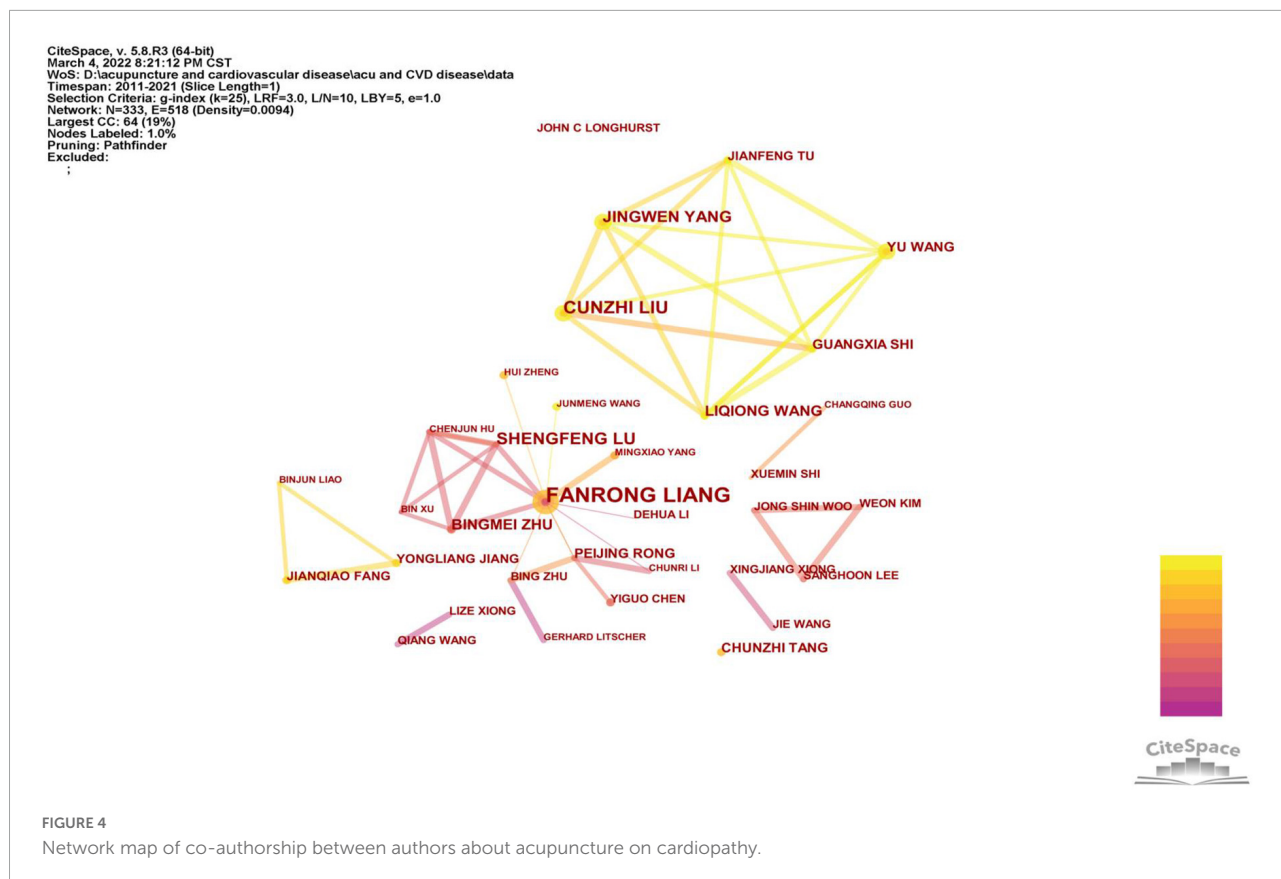 CiteSpace, v. 5.8.R3 (64-bit)
March 4, 2022 8:21:12 PM CST
WoS: D:\acupuncture and cardiovascular disease\acu and CVD disease\data
Timespan: 2011-2021 (Slice Length=1)
Selection Criteria: g-index (k=25), LRF=3.0, L/N=10, LBY=5, e=1.0
Network: N=333, E=518 (Density=0.0094)
Largest CC: 64 (19%)
Nodes Labeled: 1.0%
Pruning: Pathfinder
Excluded:
;
JOHN C LONGHURST
JIANFENG TU
JINGWEN YANG
YU WANG
CUNZHI LIU
GUANGXIA SHI
HUI ZHENG
JUNMENG WANG
LIQIONG WANG
CHANGQING GUO
CHENJUN HU
SHENGFENG LU
MINGXIAO YANG
XUEMIN SHI
BINJUN LIAO
FANRONG LIANG
BIN XU
DEHUA LI
JONG SHIN WOO
WEON KIM
BINGMEI ZHU
PEIJING RONG
YONGLIANG JIANG
CHUNRI LI
XINGJIANG XIONG
JIANQIAO FANG
BING ZHU
SANGHOON LEE
YIGUO CHEN
LIZE XIONG
JIE WANG
QIANG WANG
GERHARD LITSCHER
CHUNZHI TANG
CiteSpace
FIGURE 4
Network map of co-authorship between authors about acupuncture on cardiopathy.